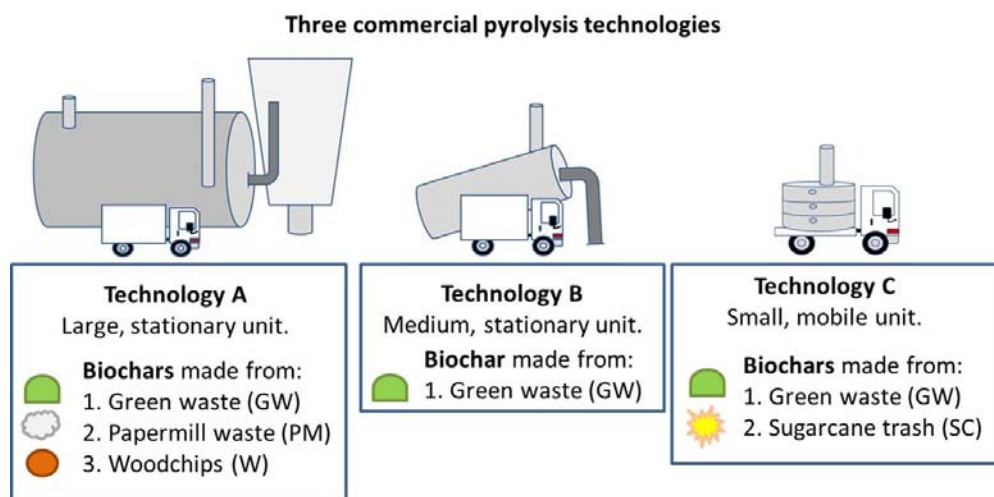 Three commercial pyrolysis technologies
Technology A
Large, stationary unit.
Biochars made from:
1. Green waste (GW)
2. Papermill waste (PM)
3. Woodchips (W)
Technology B
Medium, stationary unit.
Biochar made from:
1. Green waste (GW)
Technology C
Small, mobile unit.
Biochars made from:
1. Green waste (GW)
2. Sugarcane trash (SC)